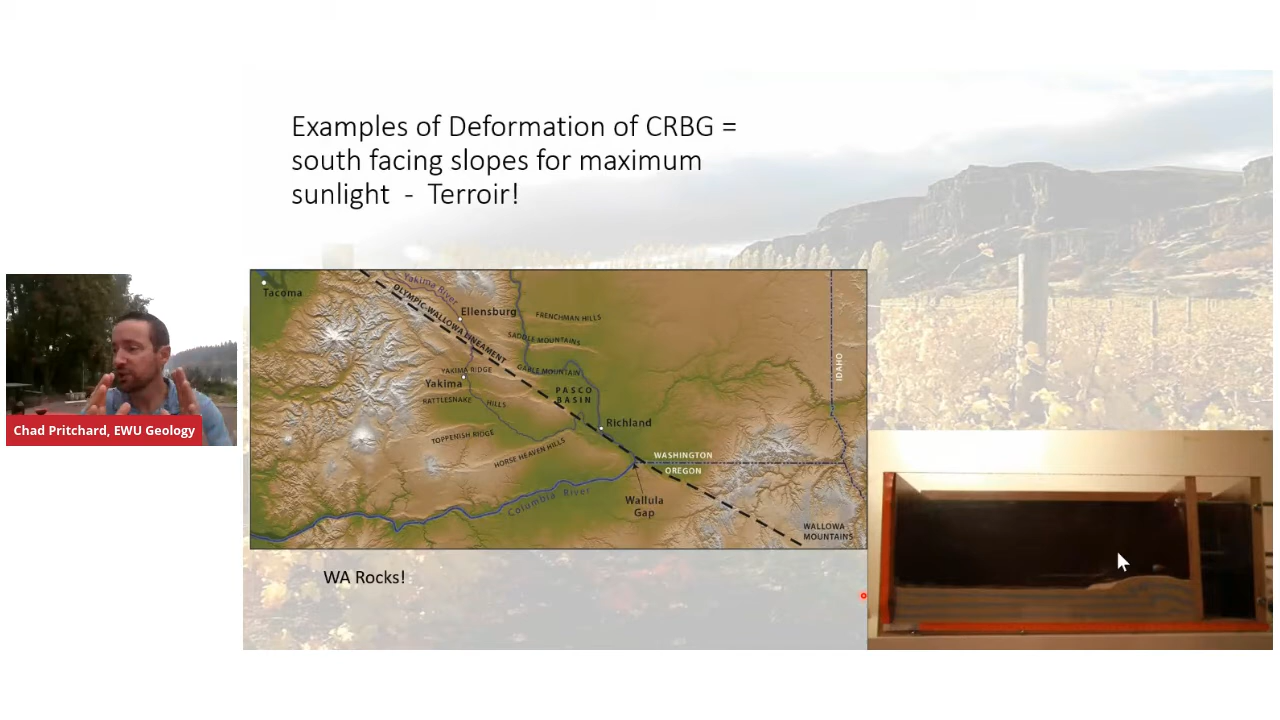 Examples of Deformation of CRBG =
south facing slopes for maximum
sunlight - Terroir!
Tacoma
Yakima River
OLYMPIC-WALLOWA LINEAMENT
Ellensburg
FRENCHMAN HILLS
SADDLE MOUNTAINS
GABLE MOUNTAIN
YAKIMA RIDGE
Yakima
PASCO
BASIN
RATTLESNAKE HILLS
IDAHO
Richland
TOPPENISH RIDGE
HORSE HEAVEN HILLS
WASHINGTON
OREGON
Columbia River
Wallula
Gap
WALLOWA
MOUNTAINS
Chad Pritchard, EWU Geology
WA Rocks!